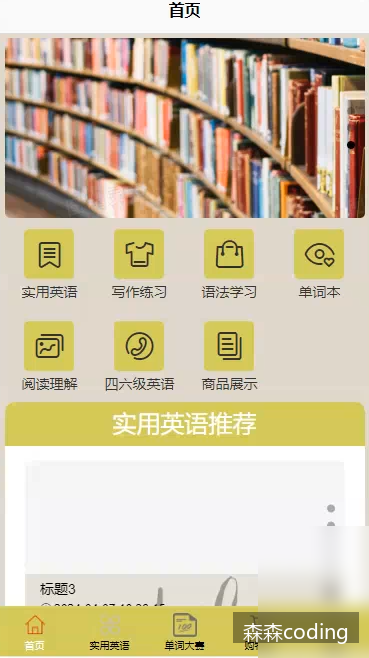 首页
实用英语 写作练习 语法学习 单词本
阅读理解 四六级英语 商品展示
实用英语推荐
标题3
首页 实用英语 单词大赛
森森coding